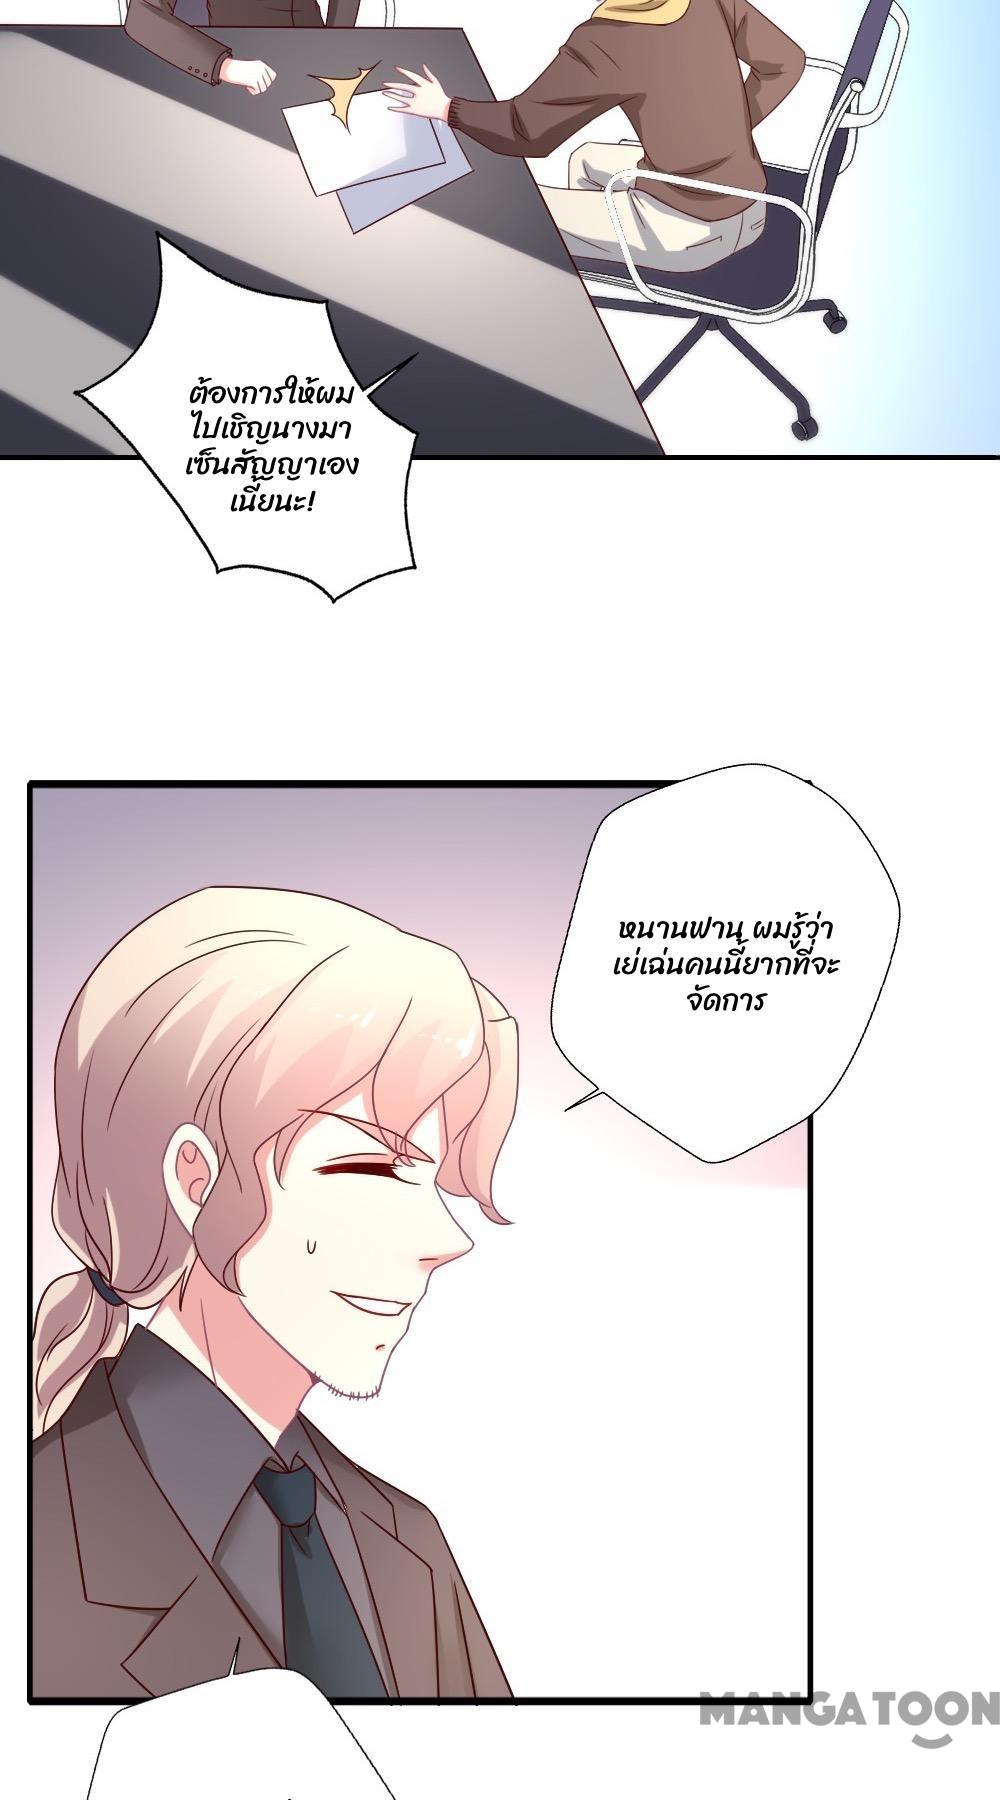 ต้องการให้ผม
ไปเชิญนางมา
เซ็นสัญญาเอง
เนี้ยนะ!
หนานฟาน ผมรู้ว่า
เย่เฉ่นคนนี้ยากที่จะ
จัดการ
MANGATOON